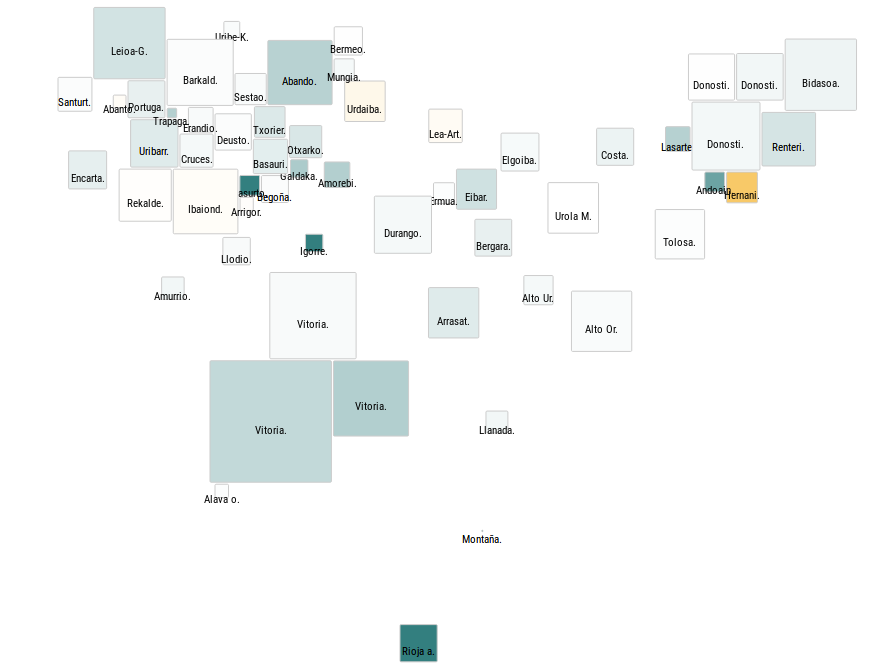 Uribe-K.
Leioa-G.
Bermeo.
Barkald.
Abando.
Mungia.
Donosti.
Donosti.
Bidasoa.
Sestao.
Santurt.
Abanto.
Portuga.
Urdaiba.
Trapaga.
Erandio.
Deusto.
Txorier.
Lea-Art.
Uribarr.
Cruces.
Otxarko.
Basauri.
Elgoiba.
Costa.
Lasarte
Donosti.
Renteri.
Encarta.
Galdaka.
Amorebi.
Rekalde.
Ibaiond.
asurto.
Begoña.
Arrigor.
Ermua.
Eibar.
Andoain
Hernani.
Urola M.
Durango.
Bergara.
Tolosa.
Llodio.
Igorre.
Amurrio.
Alto Ur.
Vitoria.
Arrasat.
Alto Or.
Vitoria.
Vitoria.
Llanada.
Alava o.
Montaña.
Rioja a.